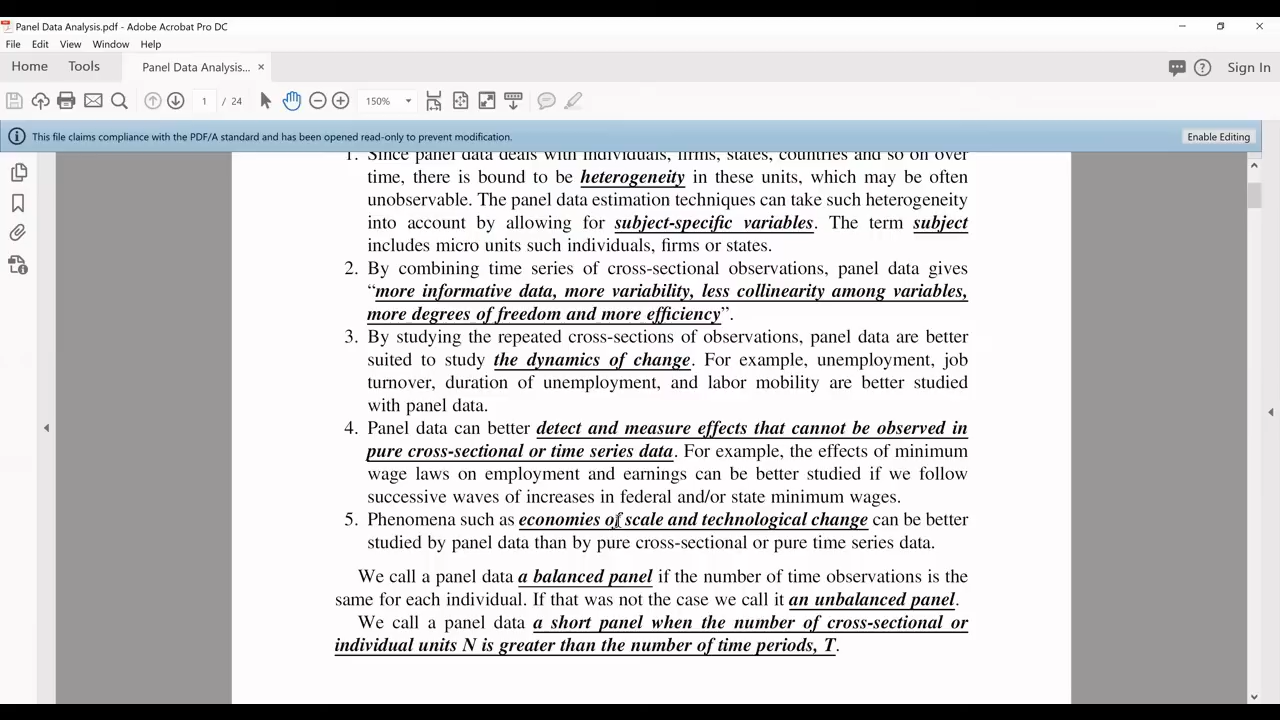 Panel Data Analysis.pdf - Adobe Acrobat Pro DC
File Edit View Window Help
Home Tools Panel Data Analysis... × Sign In
1 / 24 150%
This file claims compliance with the PDF/A standard and has been opened read-only to prevent modification. Enable Editing
1. Since panel data deals with individuals, firms, states, countries and so on over
time, there is bound to be heterogeneity in these units, which may be often
unobservable. The panel data estimation techniques can take such heterogeneity
into account by allowing for subject-specific variables. The term subject
includes micro units such individuals, firms or states.
2. By combining time series of cross-sectional observations, panel data gives
“more informative data, more variability, less collinearity among variables,
more degrees of freedom and more efficiency”.
3. By studying the repeated cross-sections of observations, panel data are better
suited to study the dynamics of change. For example, unemployment, job
turnover, duration of unemployment, and labor mobility are better studied
with panel data.
4. Panel data can better detect and measure effects that cannot be observed in
pure cross-sectional or time series data. For example, the effects of minimum
wage laws on employment and earnings can be better studied if we follow
successive waves of increases in federal and/or state minimum wages.
5. Phenomena such as economies of scale and technological change can be better
studied by panel data than by pure cross-sectional or pure time series data.
We call a panel data a balanced panel if the number of time observations is the
same for each individual. If that was not the case we call it an unbalanced panel.
We call a panel data a short panel when the number of cross-sectional or
individual units N is greater than the number of time periods, T.